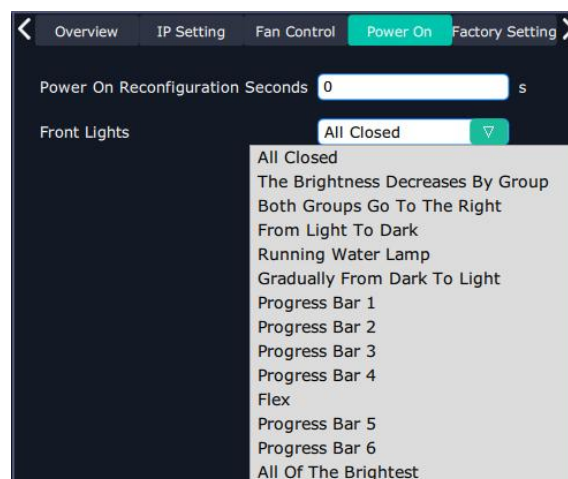 Overview IP Setting Fan Control Power On Factory Setting
Power On Reconfiguration Seconds 0 s
Front Lights All Closed
All Closed
The Brightness Decreases By Group
Both Groups Go To The Right
From Light To Dark
Running Water Lamp
Gradually From Dark To Light
Progress Bar 1
Progress Bar 2
Progress Bar 3
Progress Bar 4
Flex
Progress Bar 5
Progress Bar 6
All Of The Brightest